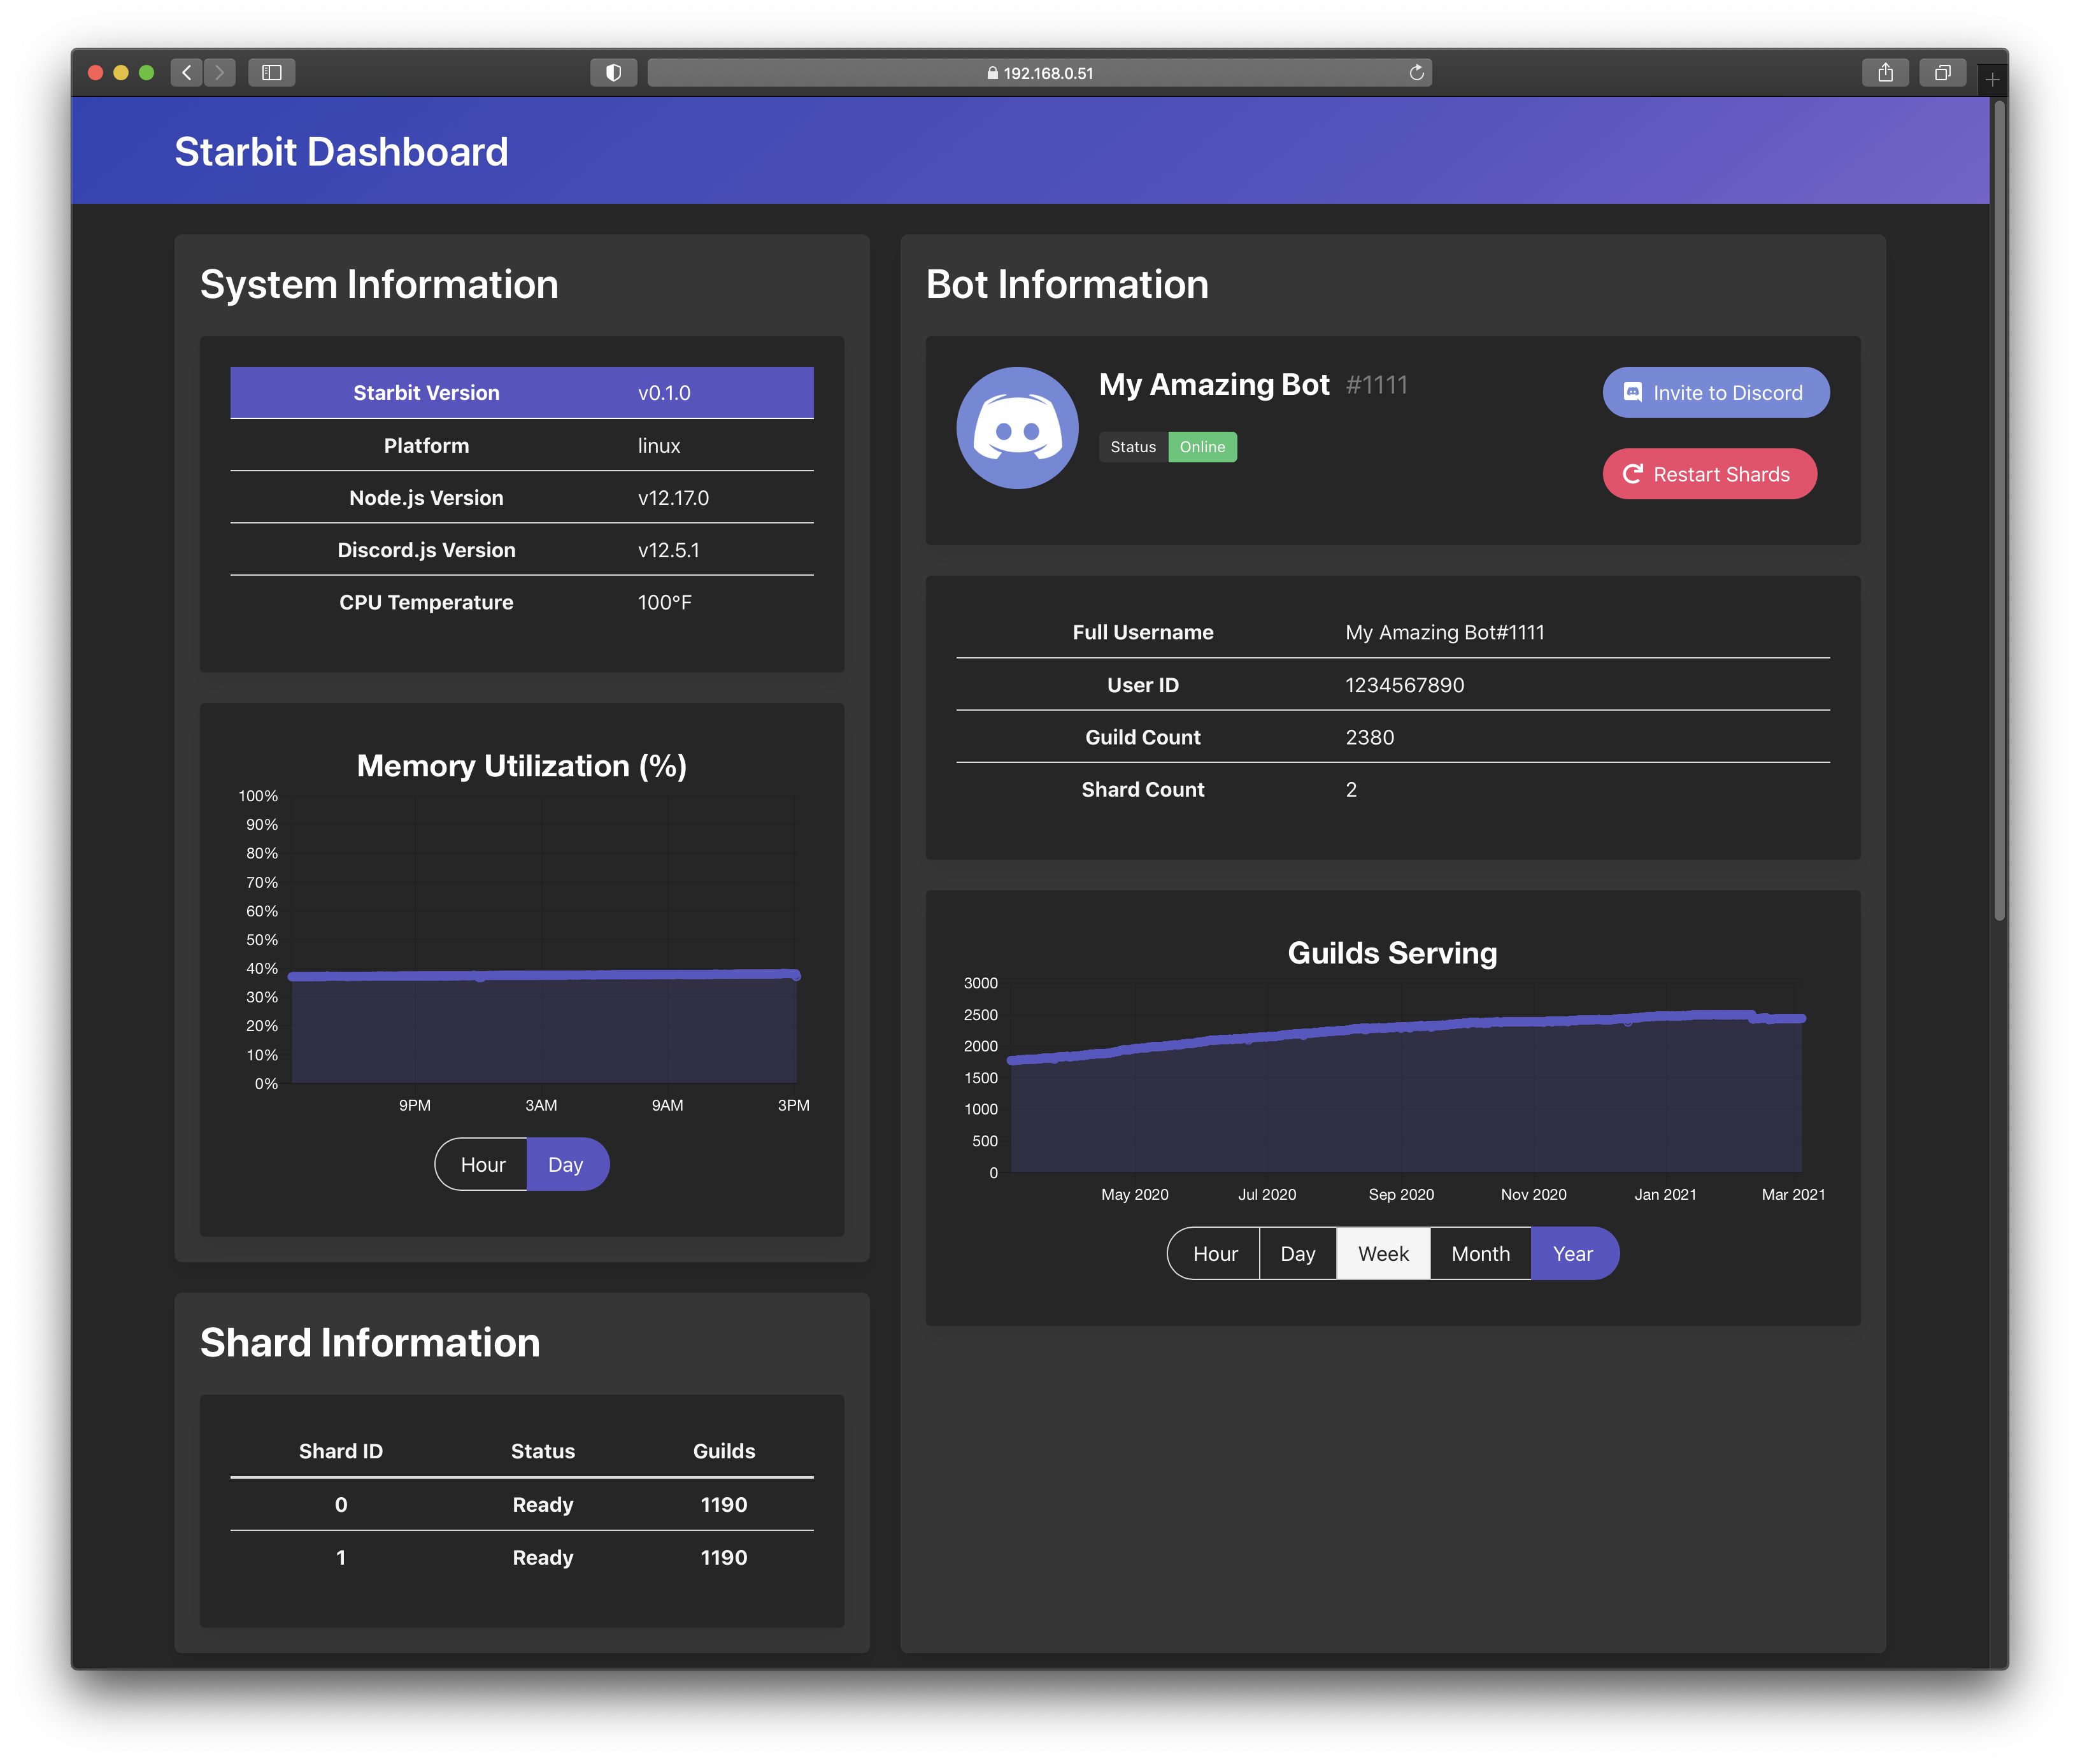 192.168.0.51
Starbit Dashboard
System Information
Starbit Version v0.1.0
Platform linux
Node.js Version v12.17.0
Discord.js Version v12.5.1
CPU Temperature 100°F
Memory Utilization (%)
100%
90%
80%
70%
60%
50%
40%
30%
20%
10%
0%
9PM 3AM 9AM 3PM
Hour Day
Shard Information
Shard ID Status Guilds
0 Ready 1190
1 Ready 1190
Bot Information
My Amazing Bot #1111
Status Online
Invite to Discord
Restart Shards
Full Username My Amazing Bot#1111
User ID 1234567890
Guild Count 2380
Shard Count 2
Guilds Serving
3000
2500
2000
1500
1000
500
0
May 2020 Jul 2020 Sep 2020 Nov 2020 Jan 2021 Mar 2021
Hour Day Week Month Year